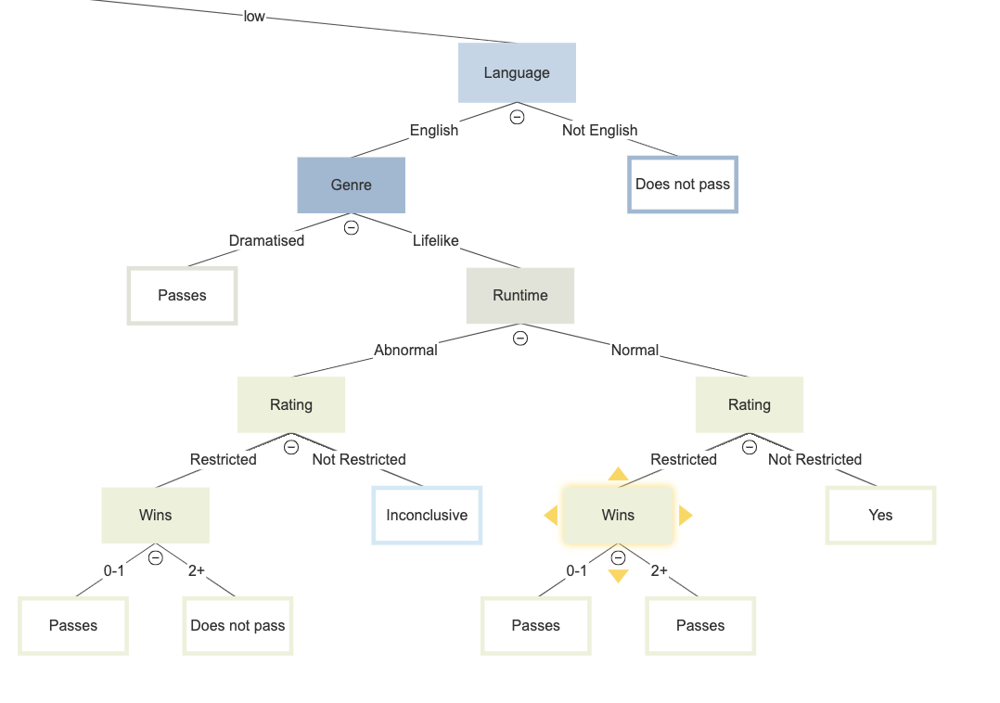 low
Language
English
Not English
Genre
Does not pass
Dramatised
Lifelike
Passes
Runtime
Abnormal
Normal
Rating
Rating
Restricted
Not Restricted
Restricted
Not Restricted
Wins
Inconclusive
Wins
Yes
0-1
2+
0-1
2+
Passes
Does not pass
Passes
Passes